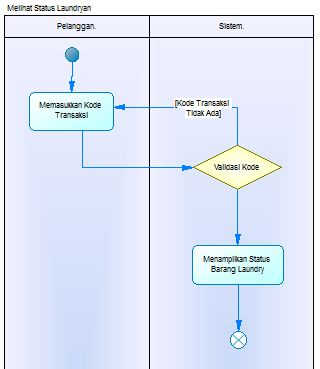 Melihat Status Laundryan
Pelanggan.
Sistem.
Memasukkan Kode
Transaksi
[Kode Transaksi
Tidak Ada]
Validasi Kode
Menampilkan Status
Barang Laundry